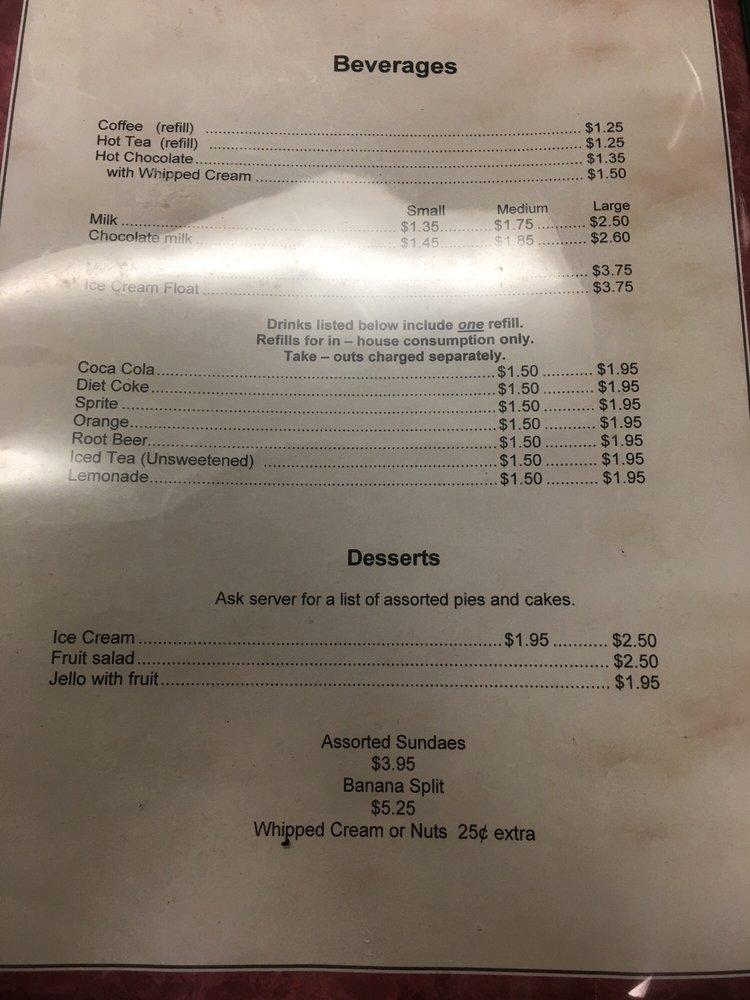 Beverages
Coffee (refill) ........ $1.25
Hot Tea (refill) ........ $1.25
Hot Chocolate ........ $1.35
with Whipped Cream ........ $1.50
Small Medium Large
Milk ........ $1.35 ........ $1.75 ........ $2.50
Chocolate milk ........ $1.45 ........ $1.85 ........ $2.60
........ $3.75
Ice Cream Float ........ $3.75
Drinks listed below include one refill.
Refills for in – house consumption only.
Take – outs charged separately.
Coca Cola ........ $1.50 ........ $1.95
Diet Coke ........ $1.50 ........ $1.95
Sprite ........ $1.50 ........ $1.95
Orange ........ $1.50 ........ $1.95
Root Beer ........ $1.50 ........ $1.95
Iced Tea (Unsweetened) ........ $1.50 ........ $1.95
Lemonade ........ $1.50 ........ $1.95
Desserts
Ask server for a list of assorted pies and cakes.
Ice Cream ........ $1.95 ........ $2.50
Fruit salad ........ $2.50
Jello with fruit ........ $1.95
Assorted Sundaes
$3.95
Banana Split
$5.25
Whipped Cream or Nuts 25¢ extra